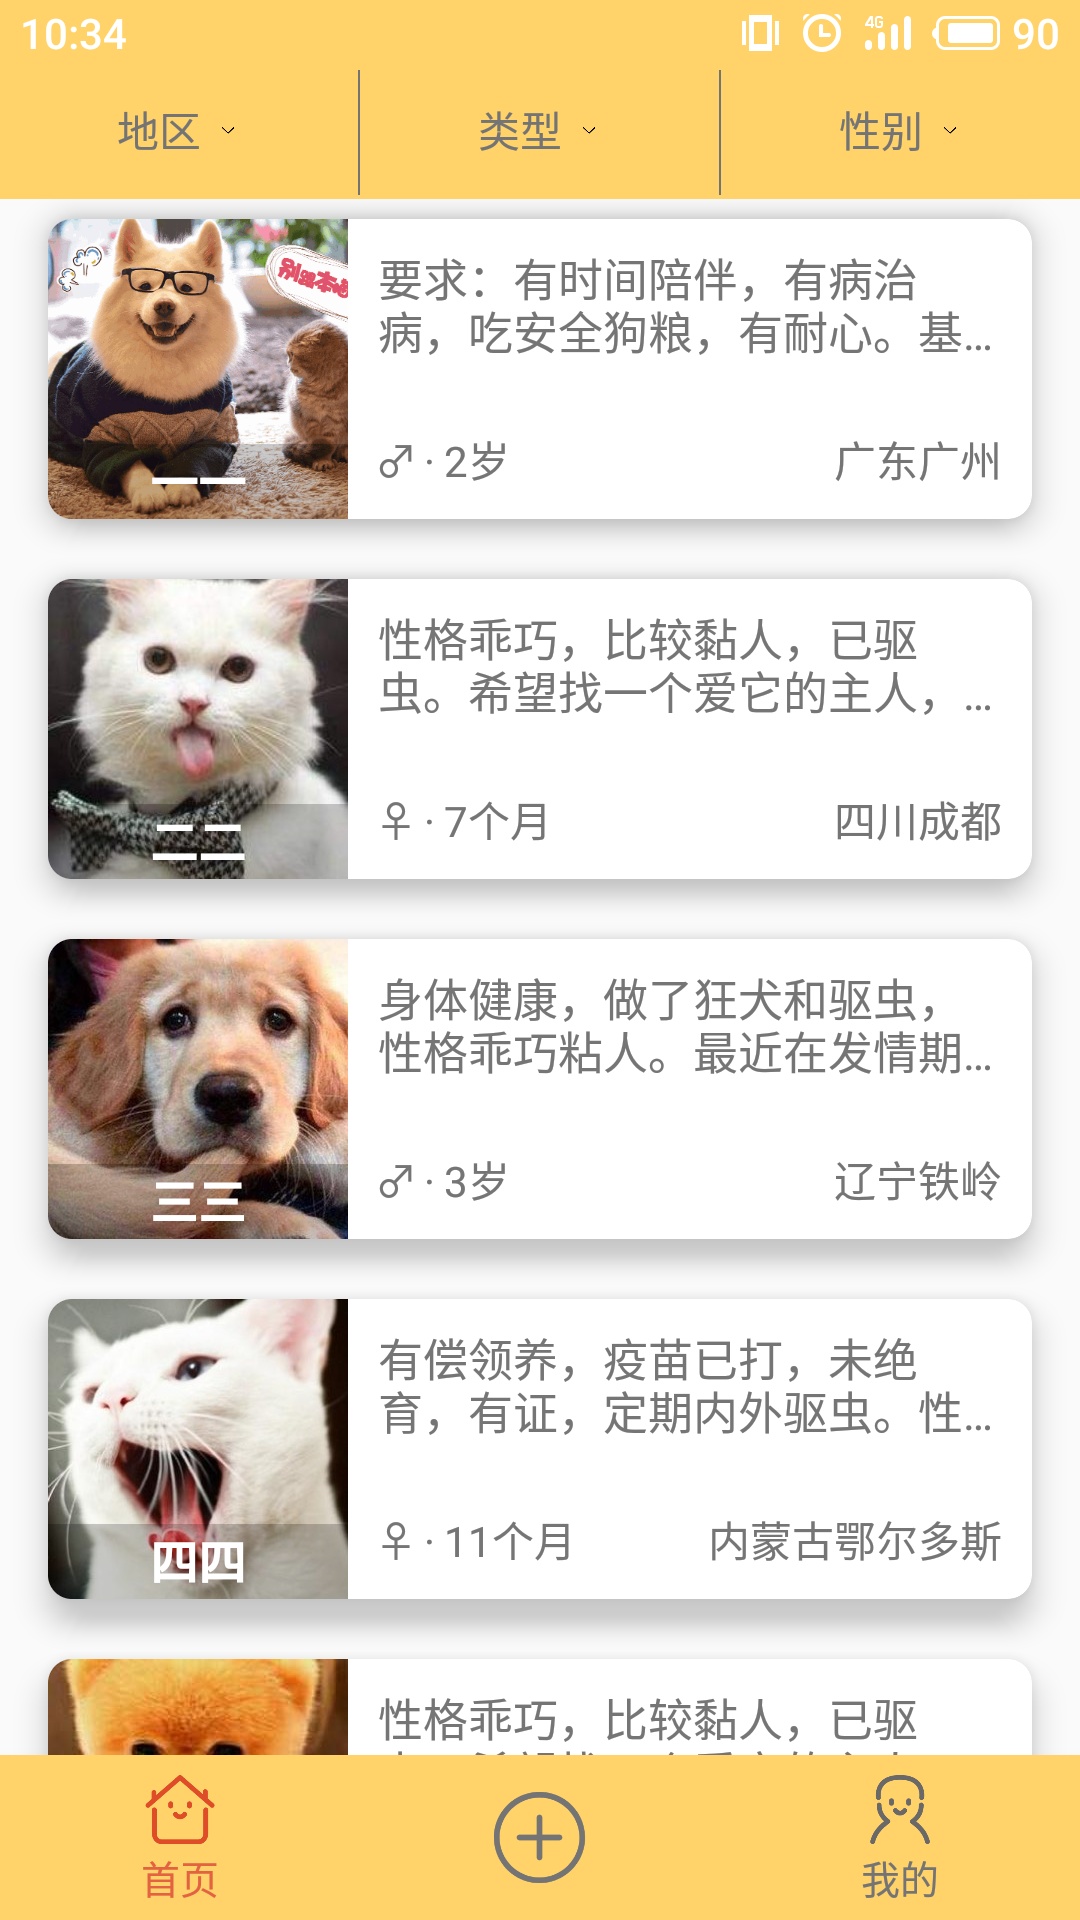 10:34 4G 90
地区 类型 性别
别跟本
要求：有时间陪伴，有病治
病，吃安全狗粮，有耐心。基...
一一
♂ · 2岁 广东广州
性格乖巧，比较黏人，已驱
虫。希望找一个爱它的主人，...
二二
♀ · 7个月 四川成都
身体健康，做了狂犬和驱虫，
性格乖巧粘人。最近在发情期...
三三
♂ · 3岁 辽宁铁岭
有偿领养，疫苗已打，未绝
育，有证，定期内外驱虫。性...
四四
♀ · 11个月 内蒙古鄂尔多斯
性格乖巧，比较黏人，已驱
首页 我的